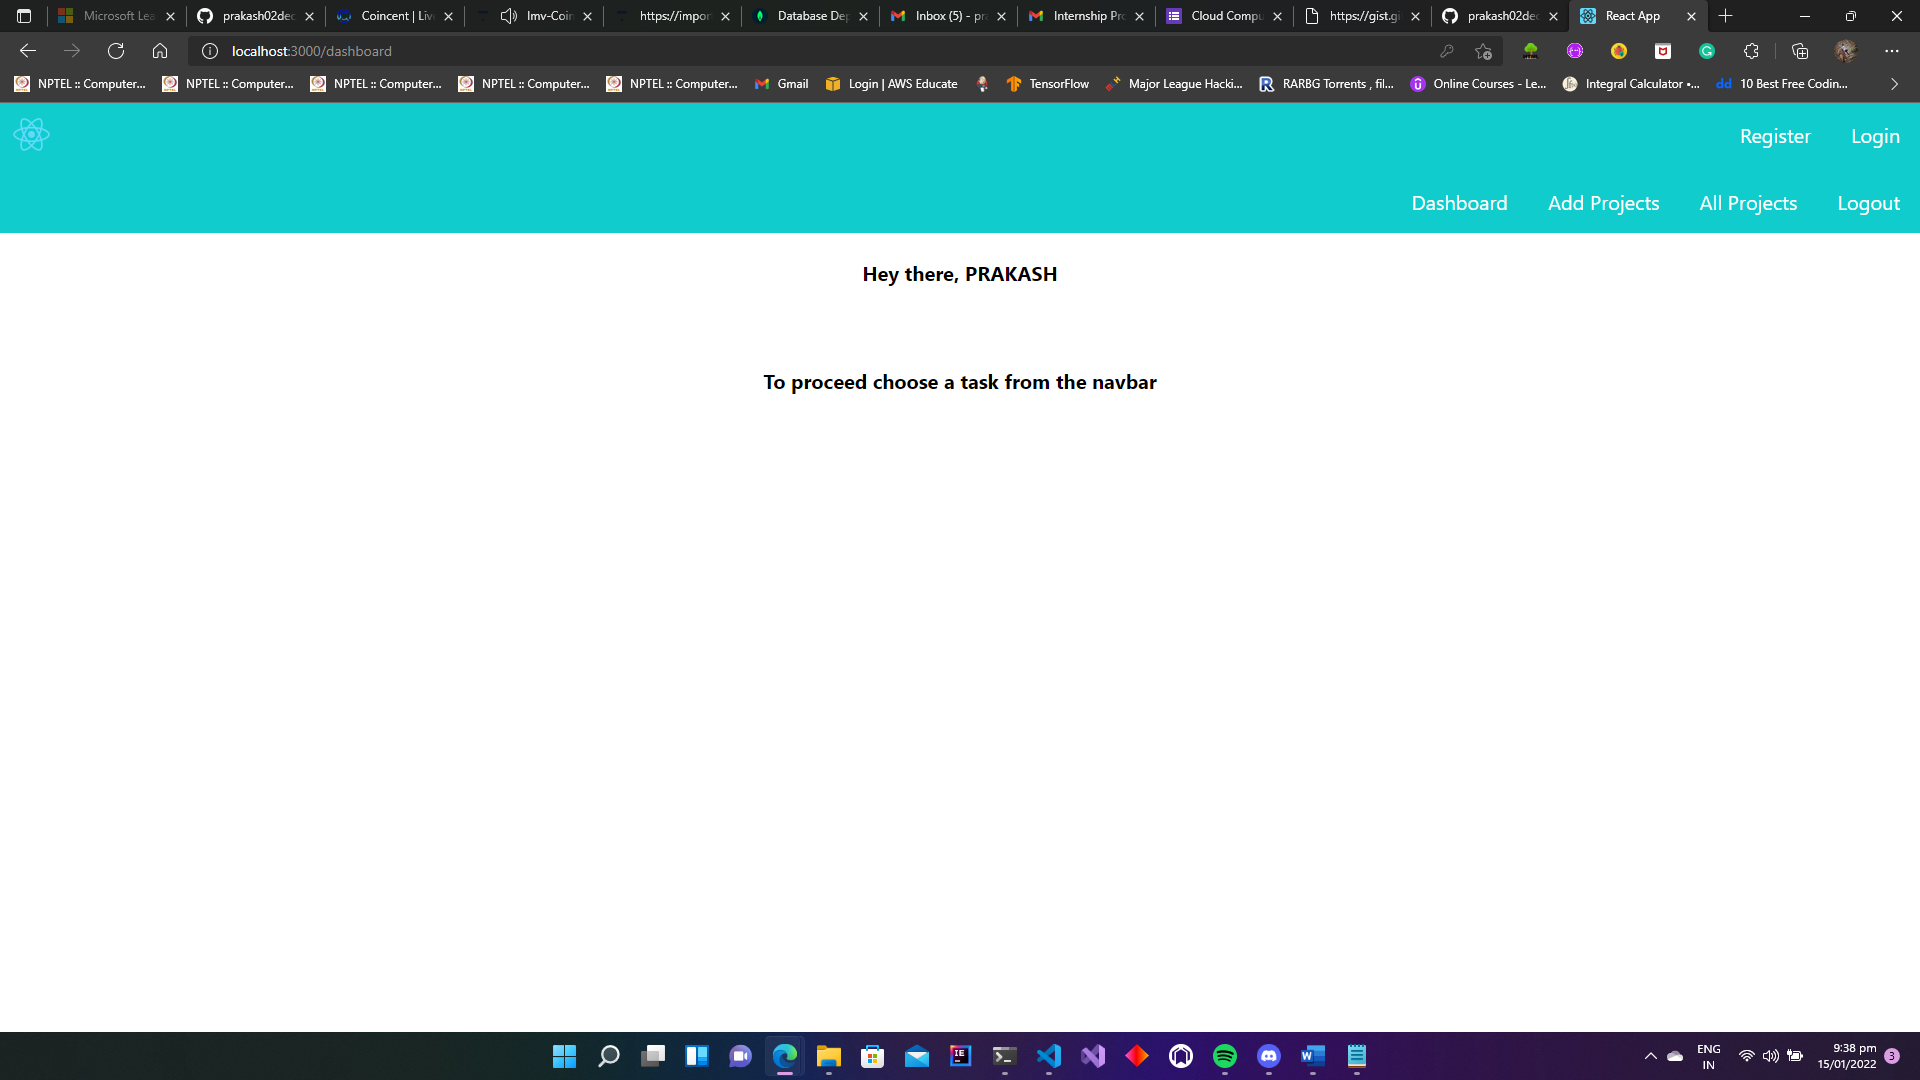 Microsoft Lea
prakash02dec
Coincent | Live
Imv-Coin
https://impor
Database Dep
Inbox (5) - pra
Internship Pro
Cloud Compu
https://gist.gi
prakash02dec
React App
localhost:3000/dashboard
NPTEL :: Computer...
NPTEL :: Computer...
NPTEL :: Computer...
NPTEL :: Computer...
NPTEL :: Computer...
Gmail
Login | AWS Educate
TensorFlow
Major League Hacki...
RARBG Torrents , fil...
Online Courses - Le...
Integral Calculator •...
dd
10 Best Free Codin...
Register
Login
Dashboard
Add Projects
All Projects
Logout
Hey there, PRAKASH
To proceed choose a task from the navbar
ENG
IN
9:38 pm
15/01/2022
3